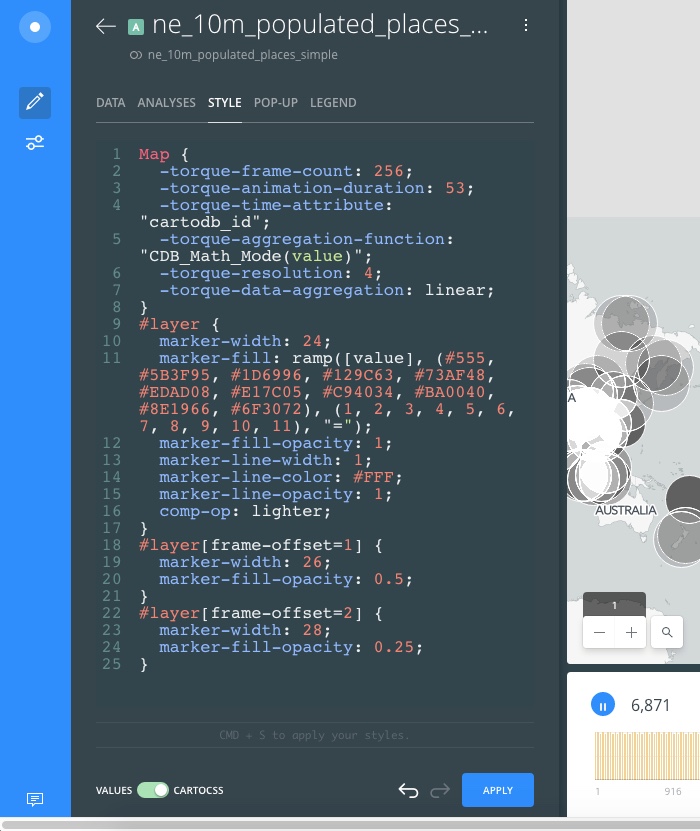 A ne_10m_populated_places_...
ne_10m_populated_places_simple
DATA ANALYSES STYLE POP-UP LEGEND
1 Map {
2 -torque-frame-count: 256;
3 -torque-animation-duration: 53;
4 -torque-time-attribute:
"cartodb_id";
5 -torque-aggregation-function:
"CDB_Math_Mode(value)";
6 -torque-resolution: 4;
7 -torque-data-aggregation: linear;
8 }
9 #layer {
10 marker-width: 24;
11 marker-fill: ramp([value], (#555,
#5B3F95, #1D6996, #129C63, #73AF48,
#EDAD08, #E17C05, #C94034, #BA0040,
#8E1966, #6F3072), (1, 2, 3, 4, 5, 6,
7, 8, 9, 10, 11), "=");
12 marker-fill-opacity: 1;
13 marker-line-width: 1;
14 marker-line-color: #FFF;
15 marker-line-opacity: 1;
16 comp-op: lighter;
17 }
18 #layer[frame-offset=1] {
19 marker-width: 26;
20 marker-fill-opacity: 0.5;
21 }
22 #layer[frame-offset=2] {
23 marker-width: 28;
24 marker-fill-opacity: 0.25;
25 }
CMD + S to apply your styles.
VALUES CARTOCSS
APPLY
A
AUSTRALIA
1
6,871
1 916